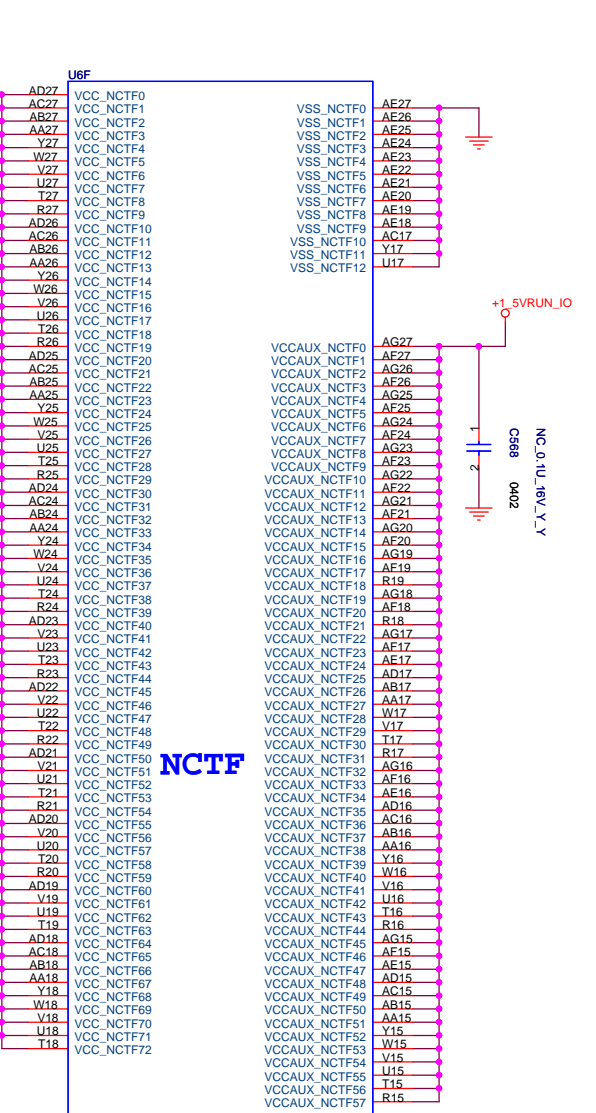 U6F
AD27 VCC_NCTF0
AC27 VCC_NCTF1
AB27 VCC_NCTF2
AA27 VCC_NCTF3
Y27 VCC_NCTF4
W27 VCC_NCTF5
V27 VCC_NCTF6
U27 VCC_NCTF7
T27 VCC_NCTF8
R27 VCC_NCTF9
AD26 VCC_NCTF10
AC26 VCC_NCTF11
AB26 VCC_NCTF12
AA26 VCC_NCTF13
Y26 VCC_NCTF14
W26 VCC_NCTF15
V26 VCC_NCTF16
U26 VCC_NCTF17
T26 VCC_NCTF18
R26 VCC_NCTF19
AD25 VCC_NCTF20
AC25 VCC_NCTF21
AB25 VCC_NCTF22
AA25 VCC_NCTF23
Y25 VCC_NCTF24
W25 VCC_NCTF25
V25 VCC_NCTF26
U25 VCC_NCTF27
T25 VCC_NCTF28
R25 VCC_NCTF29
AD24 VCC_NCTF30
AC24 VCC_NCTF31
AB24 VCC_NCTF32
AA24 VCC_NCTF33
Y24 VCC_NCTF34
W24 VCC_NCTF35
V24 VCC_NCTF36
U24 VCC_NCTF37
T24 VCC_NCTF38
R24 VCC_NCTF39
AD23 VCC_NCTF40
V23 VCC_NCTF41
U23 VCC_NCTF42
T23 VCC_NCTF43
R23 VCC_NCTF44
AD22 VCC_NCTF45
V22 VCC_NCTF46
U22 VCC_NCTF47
T22 VCC_NCTF48
R22 VCC_NCTF49
AD21 VCC_NCTF50
V21 VCC_NCTF51
U21 VCC_NCTF52
T21 VCC_NCTF53
R21 VCC_NCTF54
AD20 VCC_NCTF55
V20 VCC_NCTF56
U20 VCC_NCTF57
T20 VCC_NCTF58
R20 VCC_NCTF59
AD19 VCC_NCTF60
V19 VCC_NCTF61
U19 VCC_NCTF62
T19 VCC_NCTF63
AD18 VCC_NCTF64
AC18 VCC_NCTF65
AB18 VCC_NCTF66
AA18 VCC_NCTF67
Y18 VCC_NCTF68
W18 VCC_NCTF69
V18 VCC_NCTF70
U18 VCC_NCTF71
T18 VCC_NCTF72
NCTF
VSS_NCTF0 AE27
VSS_NCTF1 AE26
VSS_NCTF2 AE25
VSS_NCTF3 AE24
VSS_NCTF4 AE23
VSS_NCTF5 AE22
VSS_NCTF6 AE21
VSS_NCTF7 AE20
VSS_NCTF8 AE19
VSS_NCTF9 AE18
VSS_NCTF10 AC17
VSS_NCTF11 Y17
VSS_NCTF12 U17
VCCAUX_NCTF0 AG27
VCCAUX_NCTF1 AF27
VCCAUX_NCTF2 AG26
VCCAUX_NCTF3 AF26
VCCAUX_NCTF4 AG25
VCCAUX_NCTF5 AF25
VCCAUX_NCTF6 AG24
VCCAUX_NCTF7 AF24
VCCAUX_NCTF8 AG23
VCCAUX_NCTF9 AF23
VCCAUX_NCTF10 AG22
VCCAUX_NCTF11 AF22
VCCAUX_NCTF12 AG21
VCCAUX_NCTF13 AF21
VCCAUX_NCTF14 AG20
VCCAUX_NCTF15 AF20
VCCAUX_NCTF16 AG19
VCCAUX_NCTF17 AF19
VCCAUX_NCTF18 R19
VCCAUX_NCTF19 AG18
VCCAUX_NCTF20 AF18
VCCAUX_NCTF21 R18
VCCAUX_NCTF22 AG17
VCCAUX_NCTF23 AF17
VCCAUX_NCTF24 AE17
VCCAUX_NCTF25 AD17
VCCAUX_NCTF26 AB17
VCCAUX_NCTF27 AA17
VCCAUX_NCTF28 W17
VCCAUX_NCTF29 V17
VCCAUX_NCTF30 T17
VCCAUX_NCTF31 R17
VCCAUX_NCTF32 AG16
VCCAUX_NCTF33 AF16
VCCAUX_NCTF34 AE16
VCCAUX_NCTF35 AD16
VCCAUX_NCTF36 AC16
VCCAUX_NCTF37 AB16
VCCAUX_NCTF38 AA16
VCCAUX_NCTF39 Y16
VCCAUX_NCTF40 W16
VCCAUX_NCTF41 V16
VCCAUX_NCTF42 U16
VCCAUX_NCTF43 T16
VCCAUX_NCTF44 R16
VCCAUX_NCTF45 AG15
VCCAUX_NCTF46 AF15
VCCAUX_NCTF47 AE15
VCCAUX_NCTF48 AD15
VCCAUX_NCTF49 AC15
VCCAUX_NCTF50 AB15
VCCAUX_NCTF51 AA15
VCCAUX_NCTF52 Y15
VCCAUX_NCTF53 W15
VCCAUX_NCTF54 V15
VCCAUX_NCTF55 U15
VCCAUX_NCTF56 T15
VCCAUX_NCTF57 R15
+1_5VRUN_IO
1 2
C568 0402
NC_0.1U_16V_Y_Y